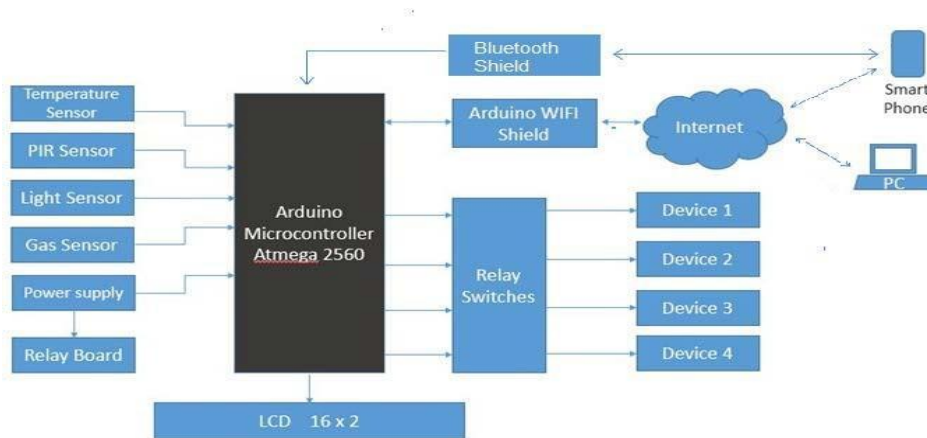 Bluetooth
Shield
Smart
Phone
Temperature
Sensor
Arduino WIFI
Shield
Internet
PIR Sensor
PC
Light Sensor
Arduino
Microcontroller
Atmega 2560
Device 1
Gas Sensor
Device 2
Relay
Switches
Power supply
Device 3
Relay Board
Device 4
LCD 16 x 2